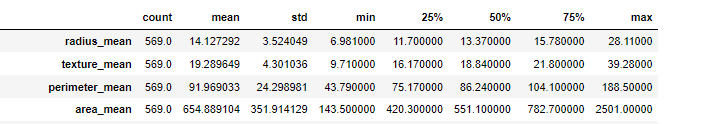 count mean std min 25% 50% 75% max
radius_mean 569.0 14.127292 3.524049 6.981000 11.700000 13.370000 15.780000 28.11000
texture_mean 569.0 19.289649 4.301036 9.710000 16.170000 18.840000 21.800000 39.28000
perimeter_mean 569.0 91.969033 24.298981 43.790000 75.170000 86.240000 104.100000 188.50000
area_mean 569.0 654.889104 351.914129 143.500000 420.300000 551.100000 782.700000 2501.00000